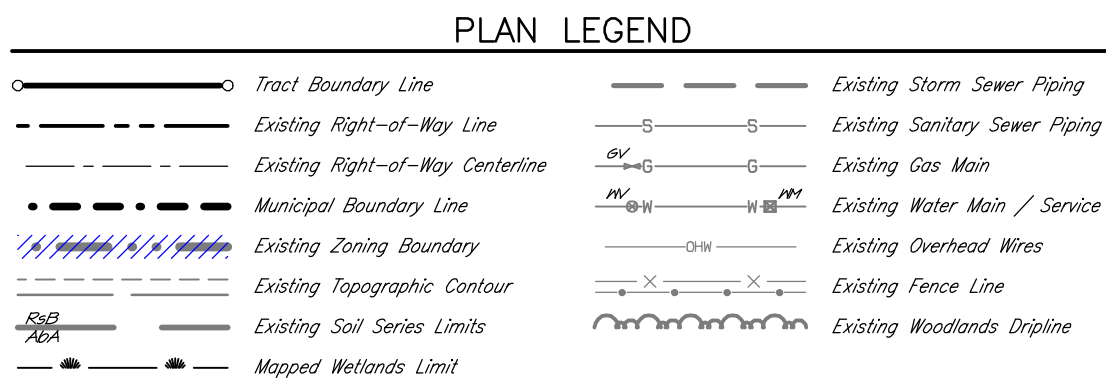 PLAN LEGEND
Tract Boundary Line
Existing Right-of-Way Line
Existing Right-of-Way Centerline
Municipal Boundary Line
Existing Zoning Boundary
Existing Topographic Contour
RsB
AbA
Existing Soil Series Limits
Mapped Wetlands Limit
Existing Storm Sewer Piping
S S Existing Sanitary Sewer Piping
GV
G G Existing Gas Main
WV WM
W W Existing Water Main / Service
OHW Existing Overhead Wires
Existing Fence Line
Existing Woodlands Dripline